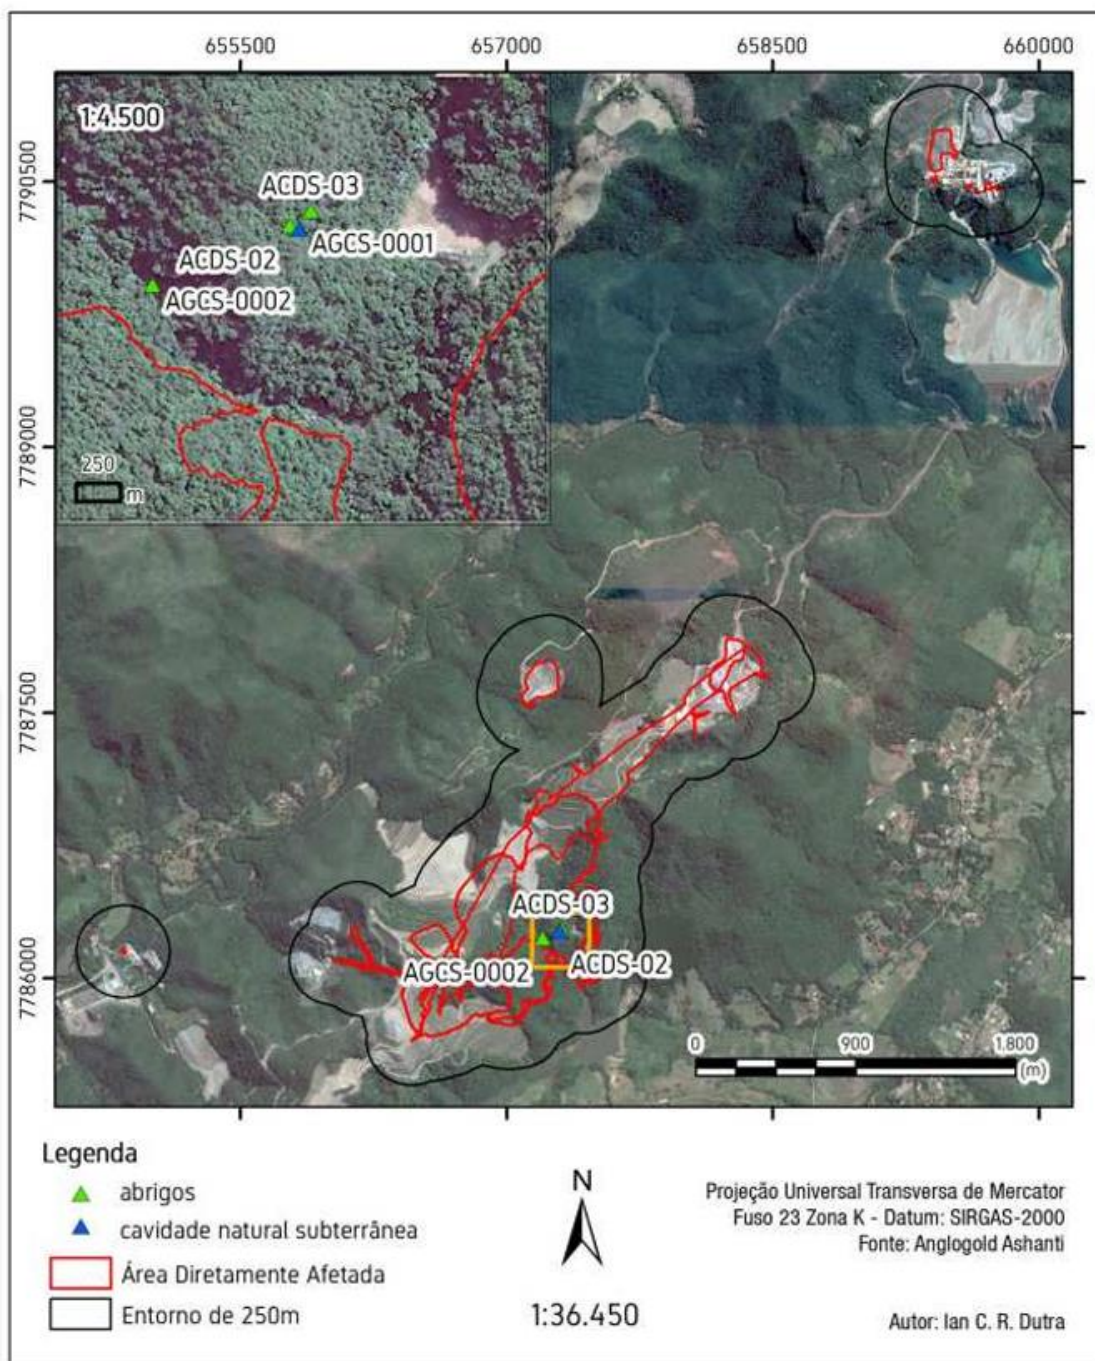 655500 657000 658500 660000
1:4.500
7790500
ACDS-03
AGCS-0001
ACDS-02
AGCS-0002
7789000
250
m
7787500
ACDS-03
AGCS-0002
ACDS-02
7786000
0 900 1.800
(m)
Legenda
abrigos
cavidade natural subterrânea
Área Diretamente Afetada
Entorno de 250m
N
1:36.450
Projeção Universal Transversa de Mercator
Fuso 23 Zona K - Datum: SIRGAS-2000
Fonte: Anglogold Ashanti
Autor: Ian C. R. Dutra